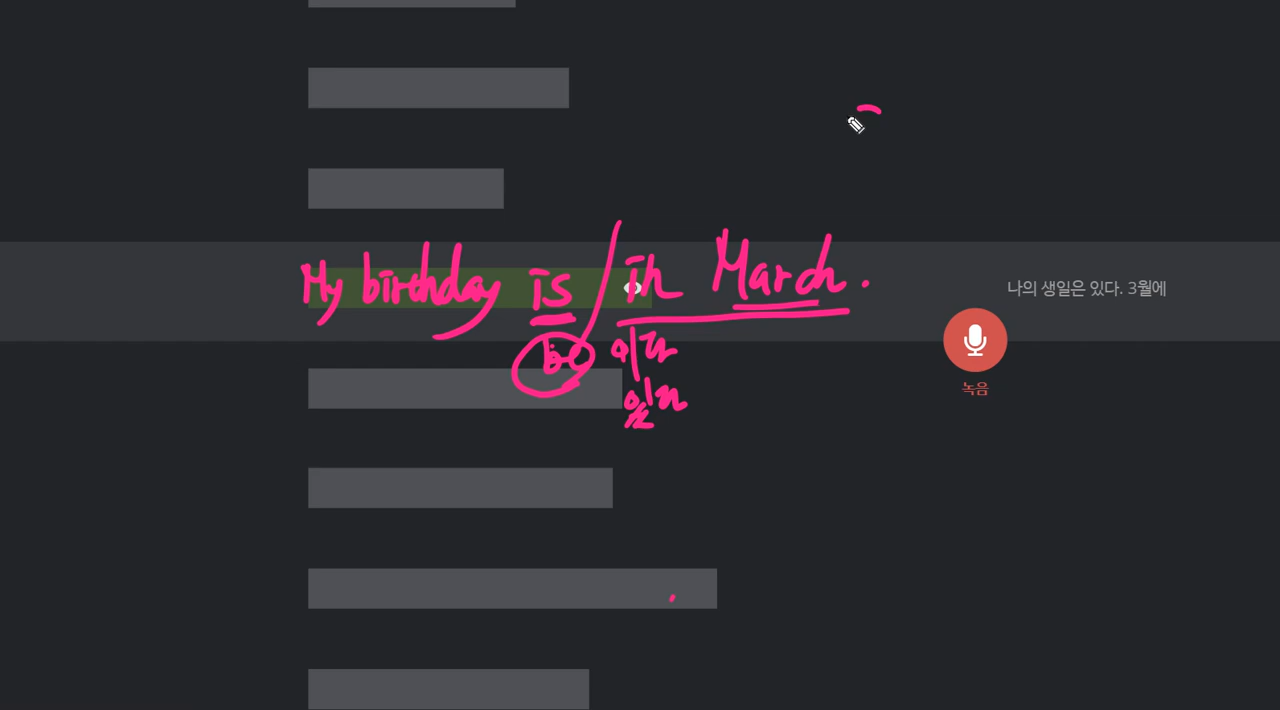 My birthday is / in March.
나의 생일은 있다. 3월에
be 이다
있다
녹음